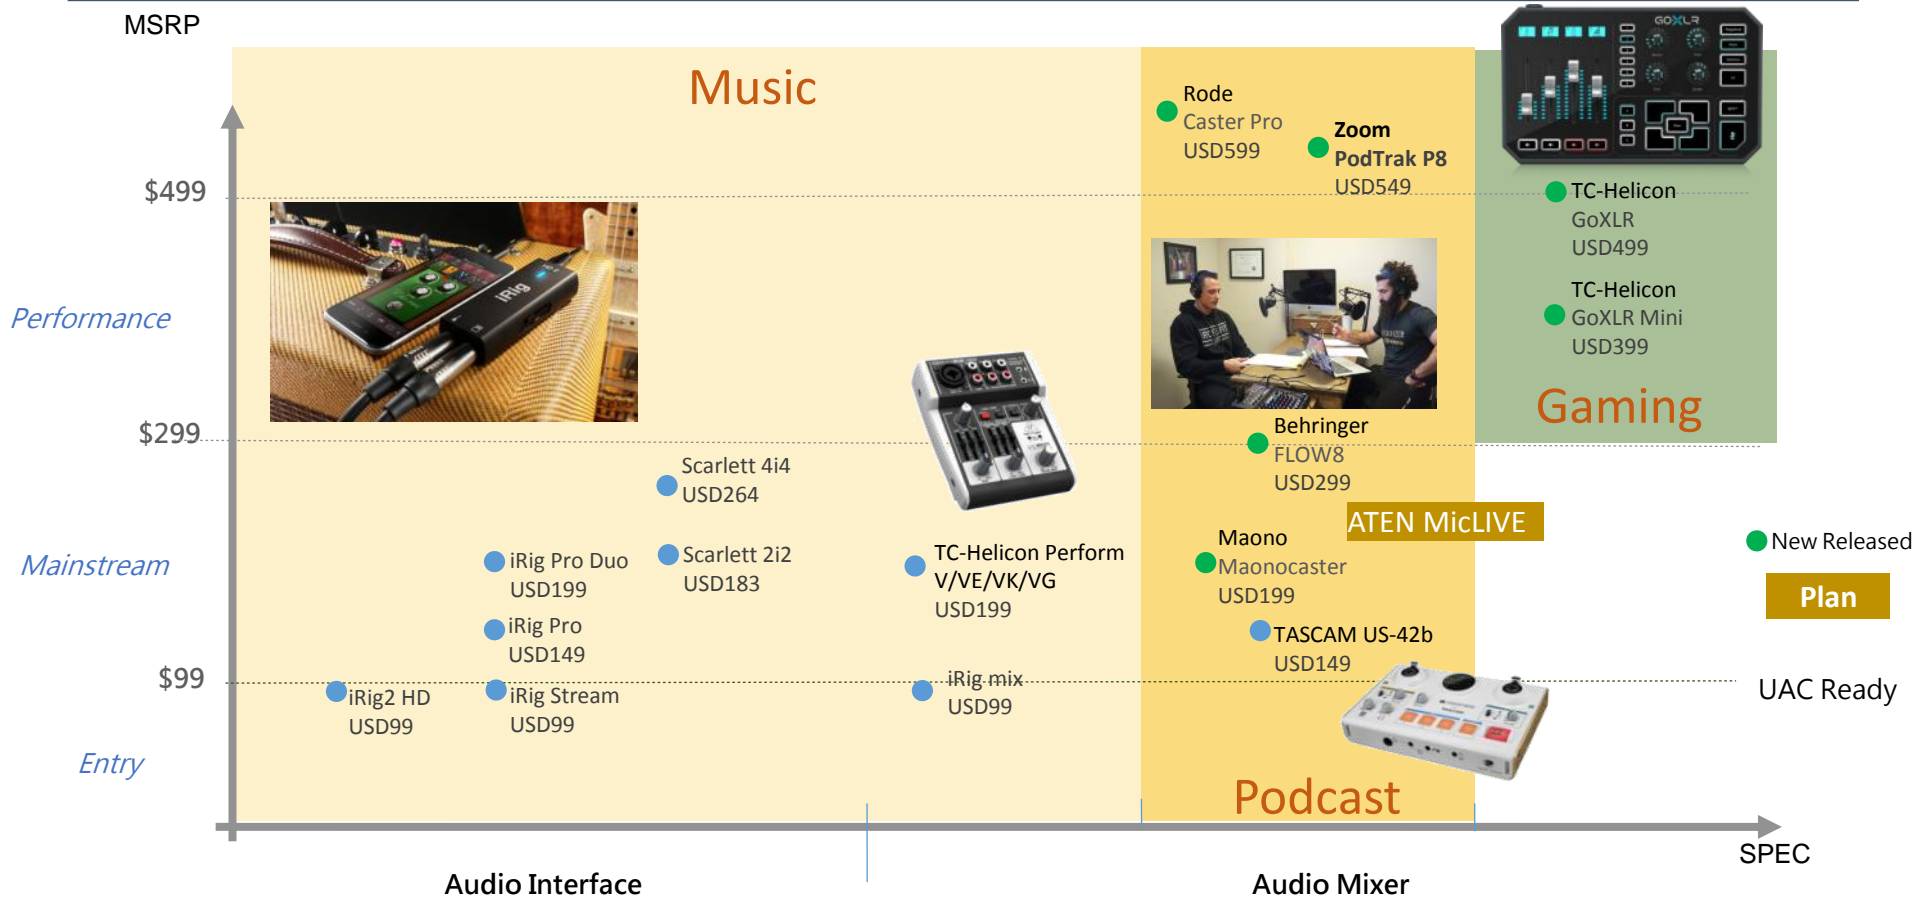 MSRP
Music
GOXLR
Rode
Caster Pro
USD599
Zoom
PodTrak P8
USD549
$499
TC-Helicon
GoXLR
USD499
iRig
HD 2
TC-Helicon
GoXLR Mini
USD399
Performance
Gaming
$299
Behringer
FLOW8
USD299
Scarlett 4i4
USD264
ATEN MicLIVE
New Released
iRig Pro Duo
USD199
Scarlett 2i2
USD183
TC-Helicon Perform
V/VE/VK/VG
USD199
Maono
Maonocaster
USD199
Mainstream
Plan
iRig Pro
USD149
TASCAM US-42b
USD149
$99
iRig2 HD
USD99
iRig Stream
USD99
iRig mix
USD99
UAC Ready
Entry
Podcast
SPEC
Audio Interface
Audio Mixer